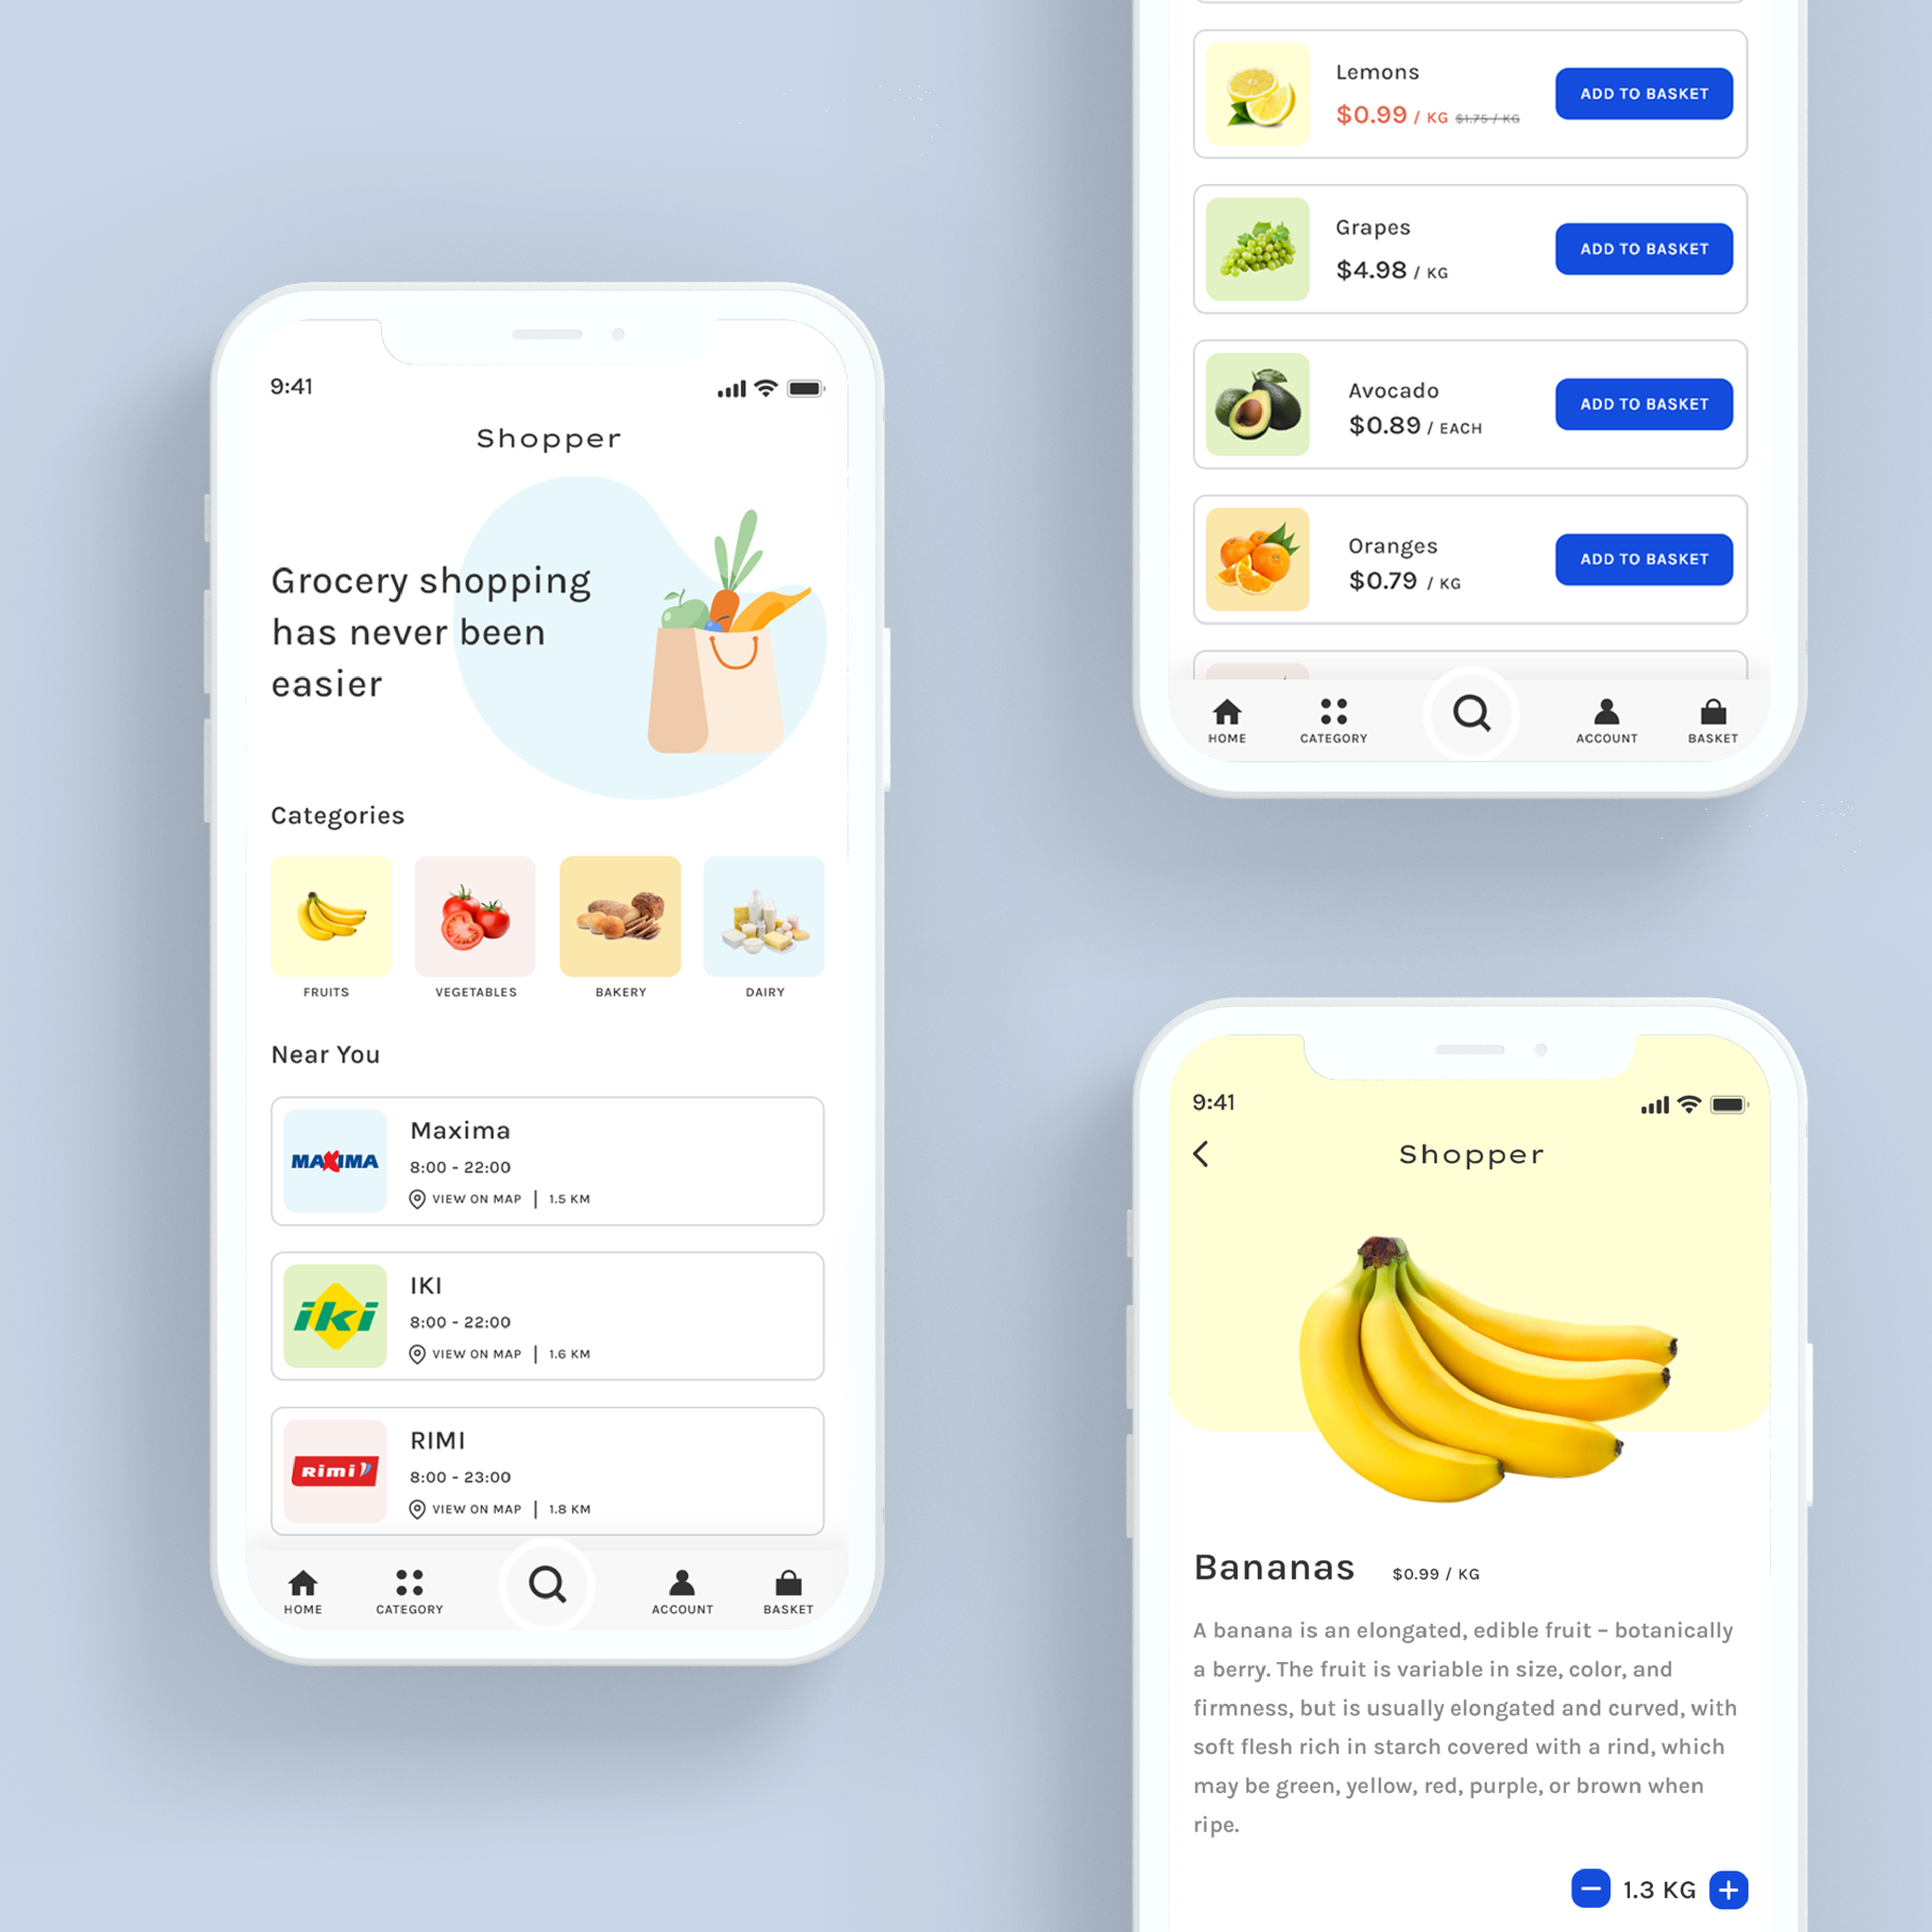 9:41
Shopper
Grocery shopping
has never been
easier
Categories
FRUITS VEGETABLES BAKERY DAIRY
Near You
MAXIMA
Maxima
8:00 - 22:00
VIEW ON MAP | 1.5 KM
iki
IKI
8:00 - 22:00
VIEW ON MAP | 1.6 KM
Rimi
RIMI
8:00 - 23:00
VIEW ON MAP | 1.8 KM
HOME CATEGORY ACCOUNT BASKET
Lemons
$0.99 / KG $1.75 / KG
ADD TO BASKET
Grapes
$4.98 / KG
ADD TO BASKET
Avocado
$0.89 / EACH
ADD TO BASKET
Oranges
$0.79 / KG
ADD TO BASKET
HOME CATEGORY ACCOUNT BASKET
9:41
Shopper
Bananas $0.99 / KG
A banana is an elongated, edible fruit – botanically
a berry. The fruit is variable in size, color, and
firmness, but is usually elongated and curved, with
soft flesh rich in starch covered with a rind, which
may be green, yellow, red, purple, or brown when
ripe.
1.3 KG